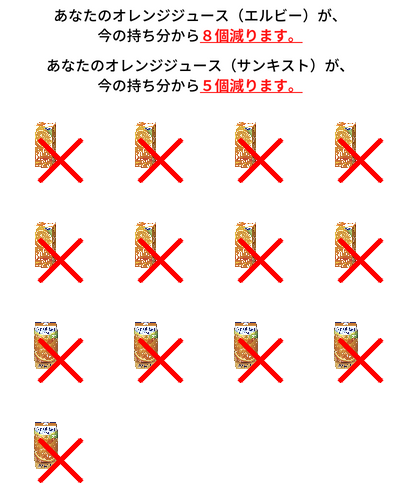 あなたのオレンジジュース（エルビー）が、
今の持ち分から８個減ります。
あなたのオレンジジュース（サンキスト）が、
今の持ち分から５個減ります。